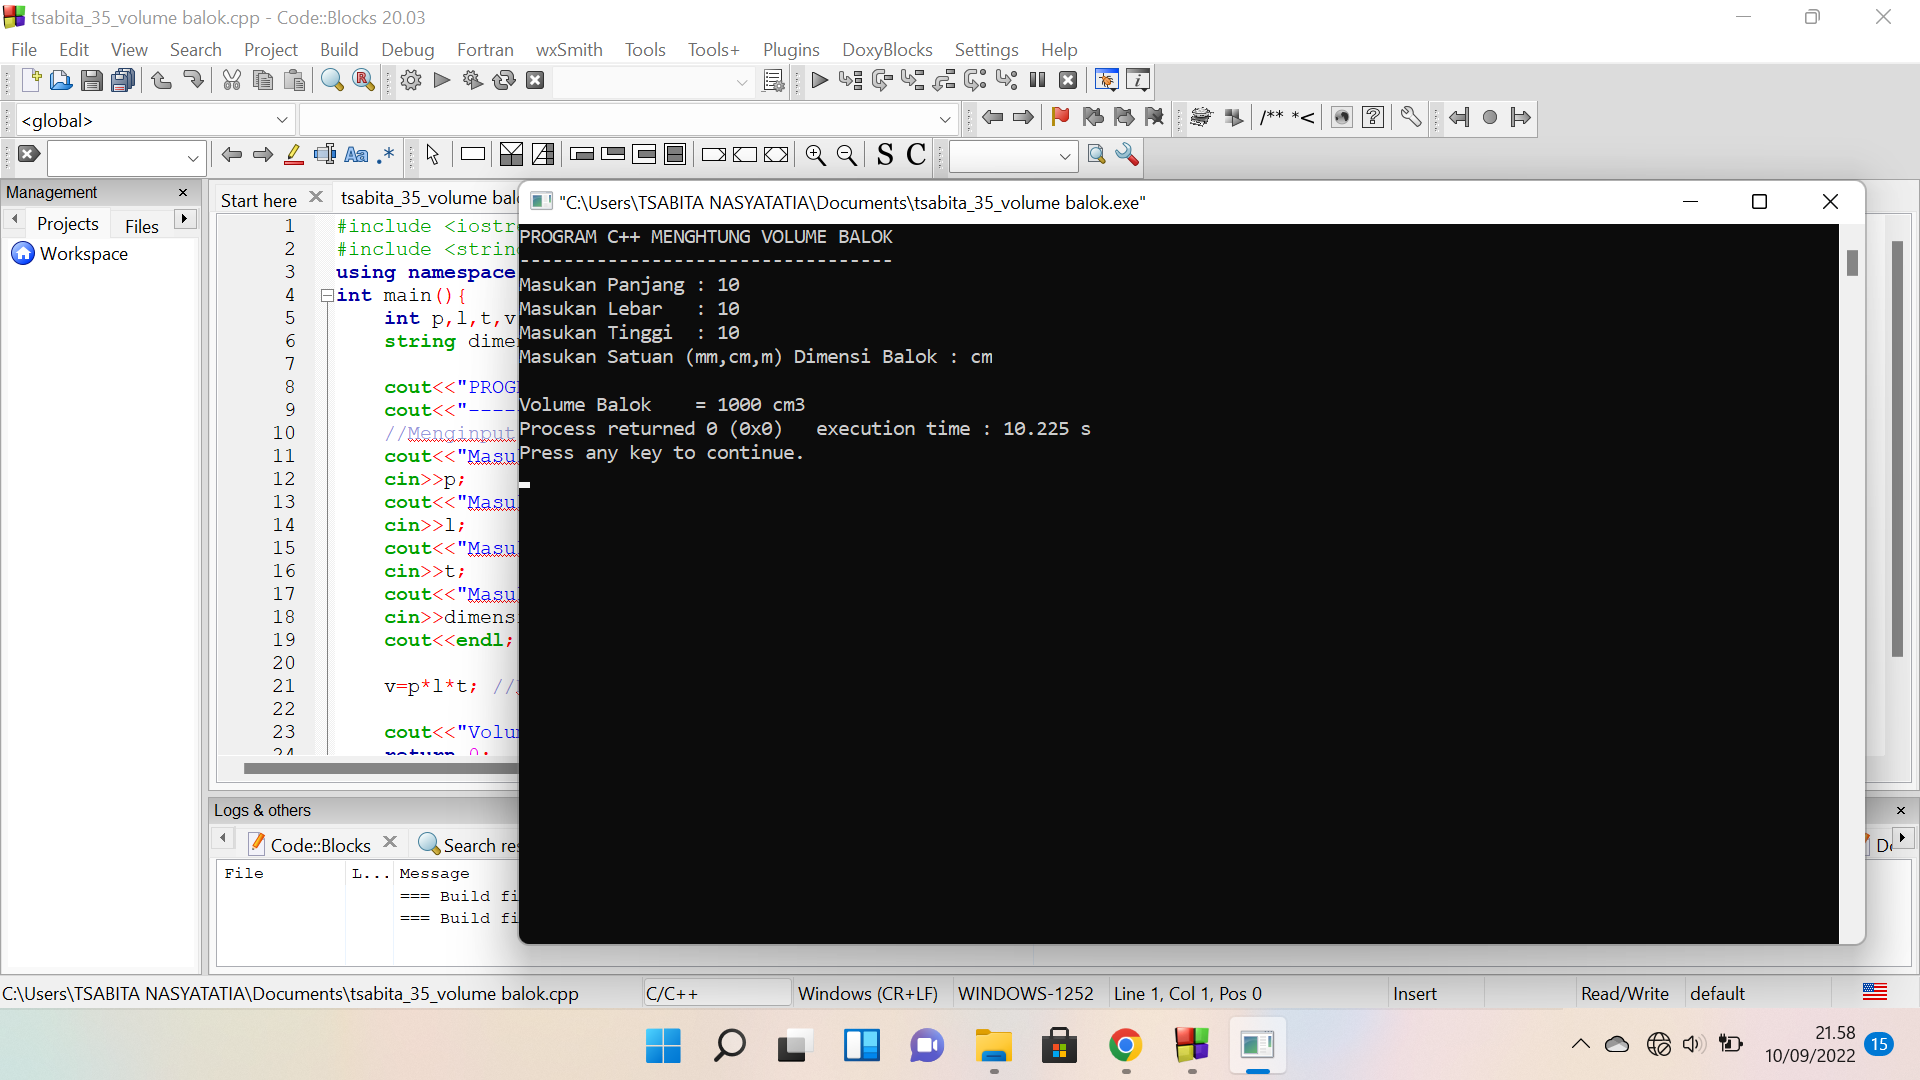 tsabita_35_volume balok.cpp - Code::Blocks 20.03
File Edit View Search Project Build Debug Fortran wxSmith Tools Tools+ Plugins DoxyBlocks Settings Help
<global>
/** *<
Aa .* S C
Management
Projects Files
Workspace
Start here tsabita_35_volume
"C:\Users\TSABITA NASYATATIA\Documents\tsabita_35_volume balok.exe"
1 #include <iostr
2 #include <strin
3 using namespace
4 int main(){
5 int p,l,t,v
6 string dime
7
8 cout<<"PROG
9 cout<<"----
10 //Menginput
11 cout<<"Masu
12 cin>>p;
13 cout<<"Masu
14 cin>>l;
15 cout<<"Masu
16 cin>>t;
17 cout<<"Masu
18 cin>>dimens
19 cout<<endl;
20
21 v=p*l*t; //
22
23 cout<<"Volu
24 return 0;
PROGRAM C++ MENGHTUNG VOLUME BALOK
----------------------------------
Masukan Panjang : 10
Masukan Lebar : 10
Masukan Tinggi : 10
Masukan Satuan (mm,cm,m) Dimensi Balok : cm
Volume Balok = 1000 cm3
Process returned 0 (0x0) execution time : 10.225 s
Press any key to continue.
Logs & others
Code::Blocks Search re
File L... Message
=== Build fi
=== Build fi
C:\Users\TSABITA NASYATATIA\Documents\tsabita_35_volume balok.cpp C/C++ Windows (CR+LF) WINDOWS-1252 Line 1, Col 1, Pos 0 Insert Read/Write default
21.58
10/09/2022
15